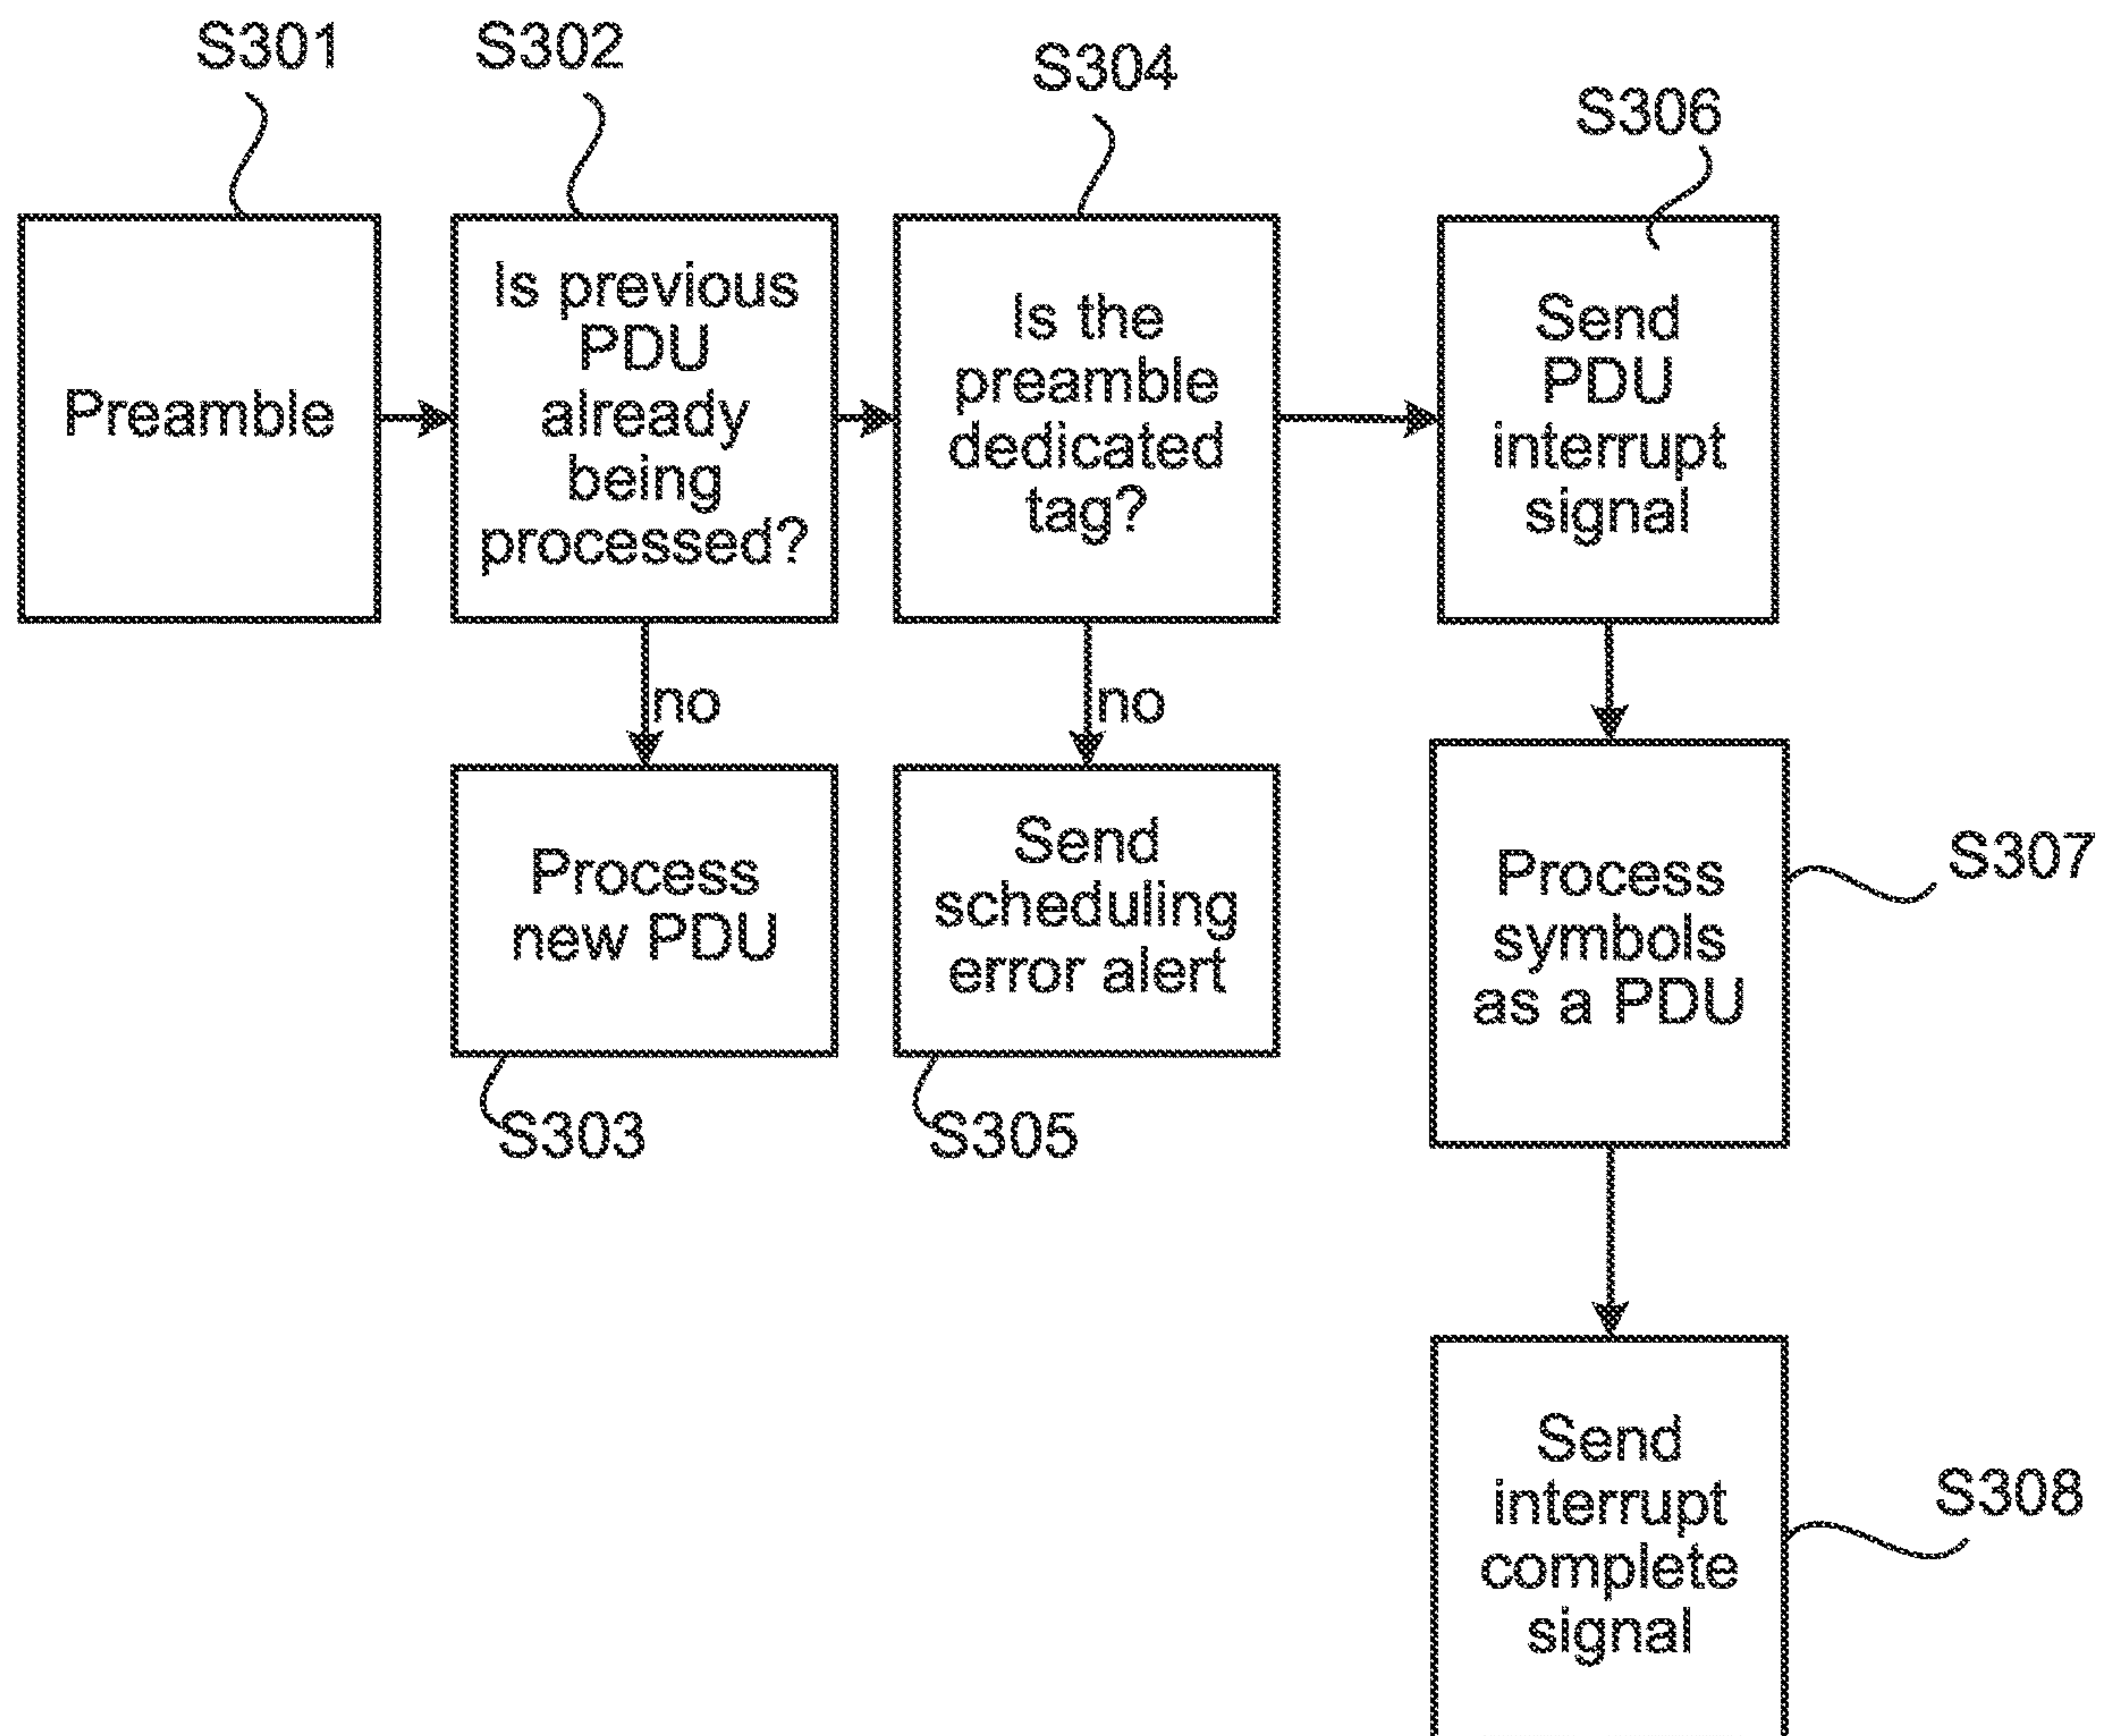 S301
S302
S304
S306
Preamble
Is previous
PDU
already
being
processed?
Is the
preamble
dedicated
tag?
Send
PDU
interrupt
signal
no
no
Process
new PDU
Send
scheduling
error alert
Process
symbols
as a PDU
S307
S303
S305
Send
interrupt
complete
signal
S308